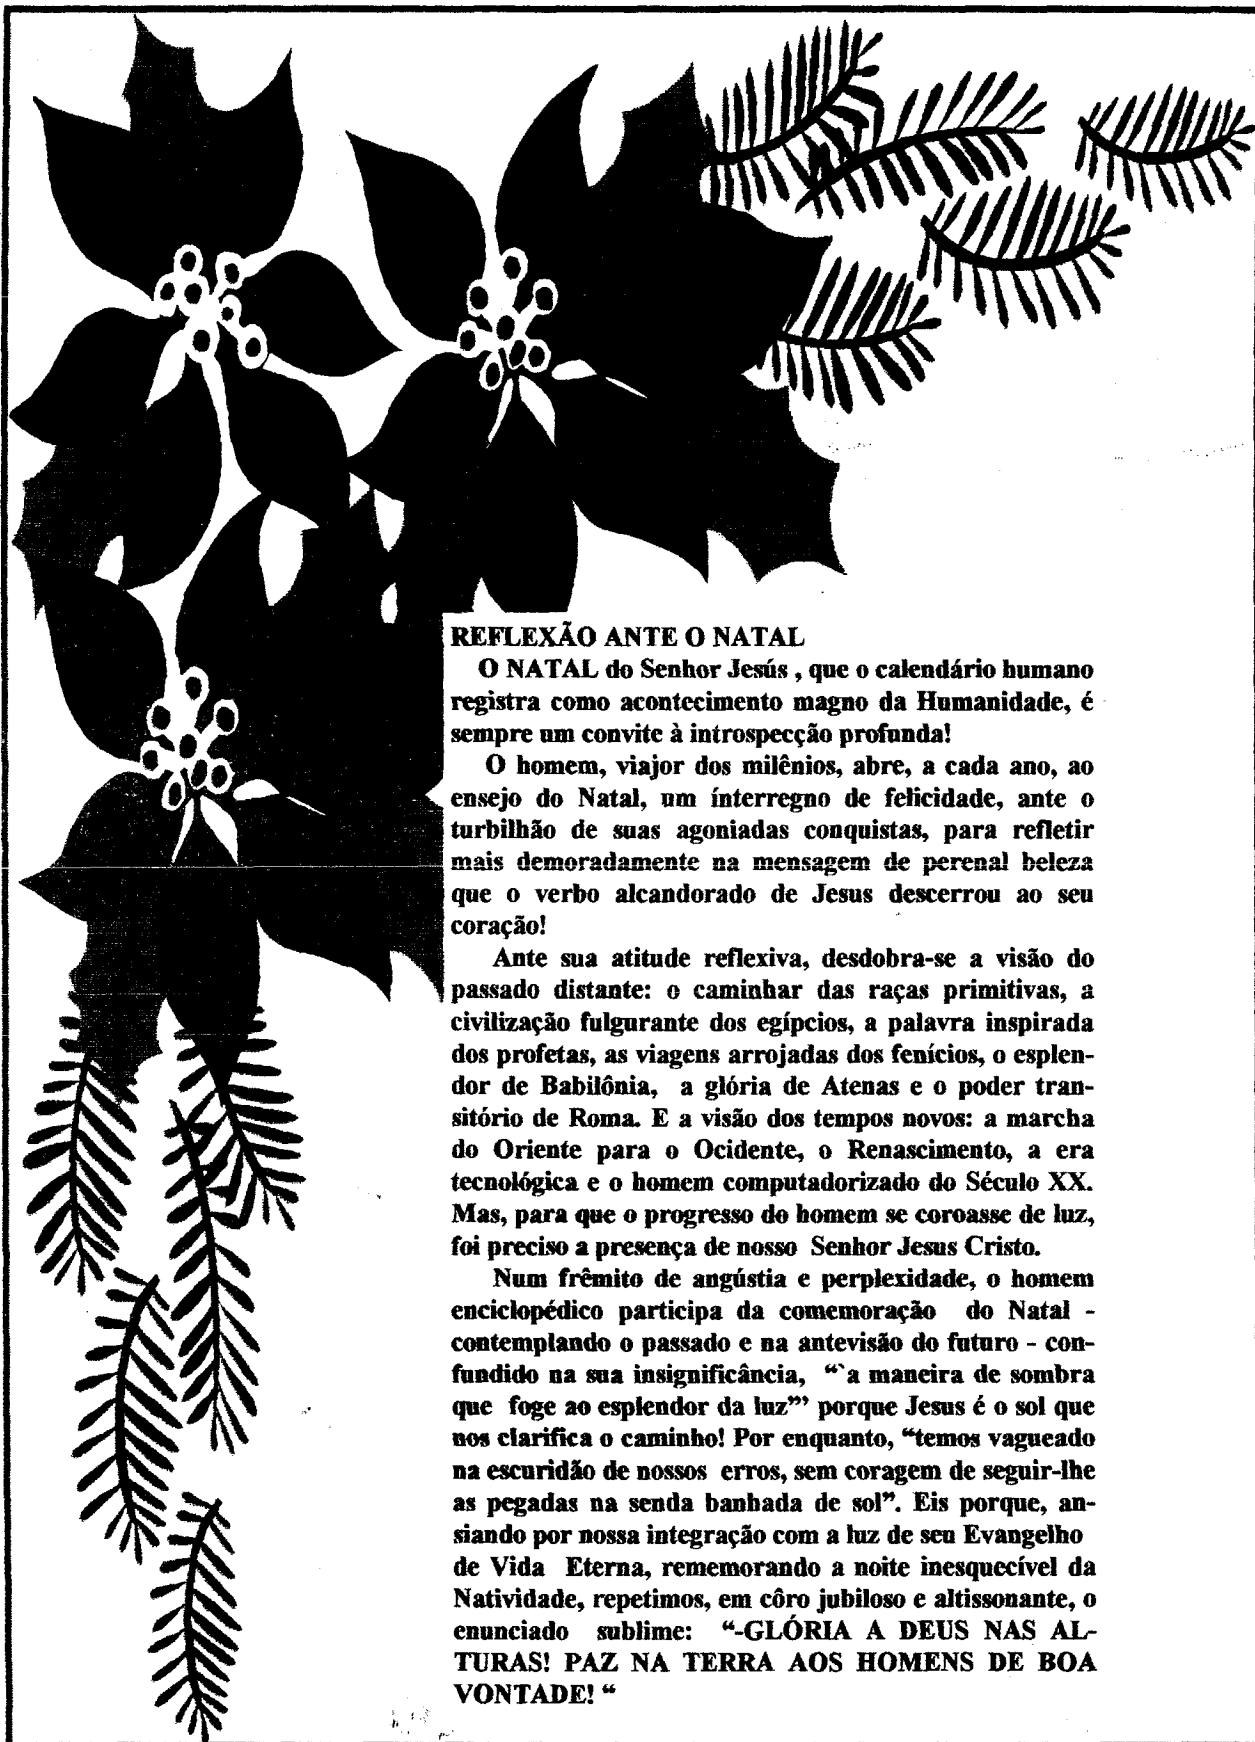 REFLEXÃO ANTE O NATAL
O NATAL do Senhor Jesús , que o calendário humano
registra como acontecimento magno da Humanidade, é
sempre um convite à introspecção profunda!
O homem, viajor dos milênios, abre, a cada ano, ao
ensejo do Natal, um ínterregno de felicidade, ante o
turbilhão de suas agoniadas conquistas, para refletir
mais demoradamente na mensagem de perenal beleza
que o verbo alcandorado de Jesus descerrou ao seu
coração!
Ante sua atitude reflexiva, desdobra-se a visão do
passado distante: o caminhar das raças primitivas, a
civilização fulgurante dos egípcios, a palavra inspirada
dos profetas, as viagens arrojadas dos fenícios, o esplen-
dor de Babilônia, a glória de Atenas e o poder tran-
sitório de Roma. E a visão dos tempos novos: a marcha
do Oriente para o Ocidente, o Renascimento, a era
tecnológica e o homem computadorizado do Século XX.
Mas, para que o progresso do homem se coroasse de luz,
foi preciso a presença de nosso Senhor Jesus Cristo.
Num frêmito de angústia e perplexidade, o homem
enciclopédico participa da comemoração do Natal -
contemplando o passado e na antevisão do futuro - con-
fundido na sua insignificância, “`a maneira de sombra
que foge ao esplendor da luz”’ porque Jesus é o sol que
nos clarifica o caminho! Por enquanto, “temos vagueado
na escuridão de nossos erros, sem coragem de seguir-lhe
as pegadas na senda banhada de sol”. Eis porque, an-
siando por nossa integração com a luz de seu Evangelho
de Vida Eterna, rememorando a noite inesquecível da
Natividade, repetimos, em côro jubiloso e altissonante, o
enunciado sublime: “-GLÓRIA A DEUS NAS AL-
TURAS! PAZ NA TERRA AOS HOMENS DE BOA
VONTADE! “